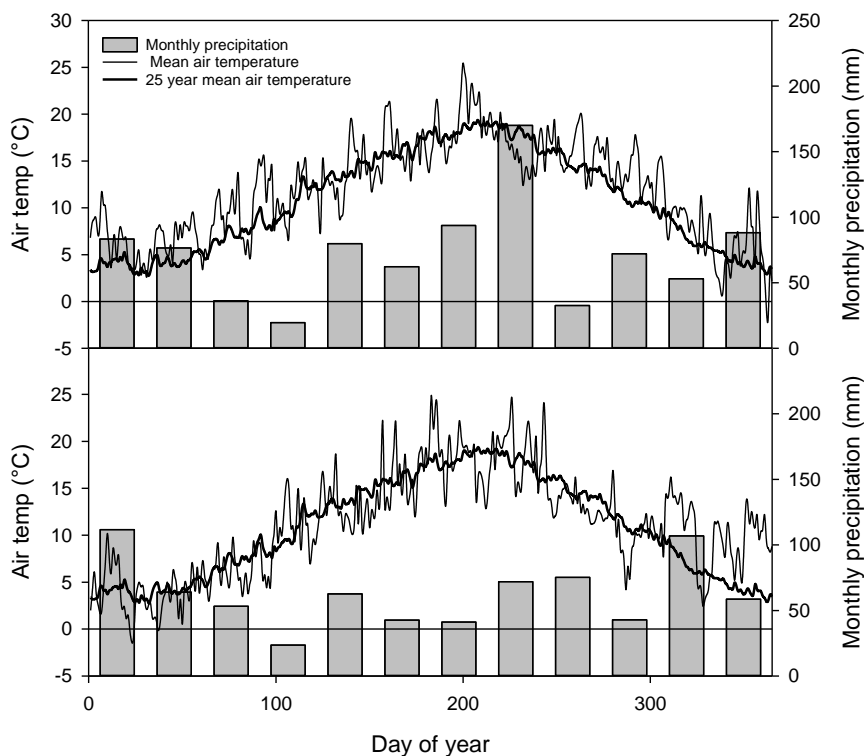 30
25
20
15
10
5
0
-5
Air temp (°C)
Monthly precipitation
Mean air temperature
25 year mean air temperature
250
200
150
100
50
0
Monthly precipitation (mm)
25
20
15
10
5
0
-5
Air temp (°C)
200
150
100
50
0
Monthly precipitation (mm)
0 100 200 300
Day of year